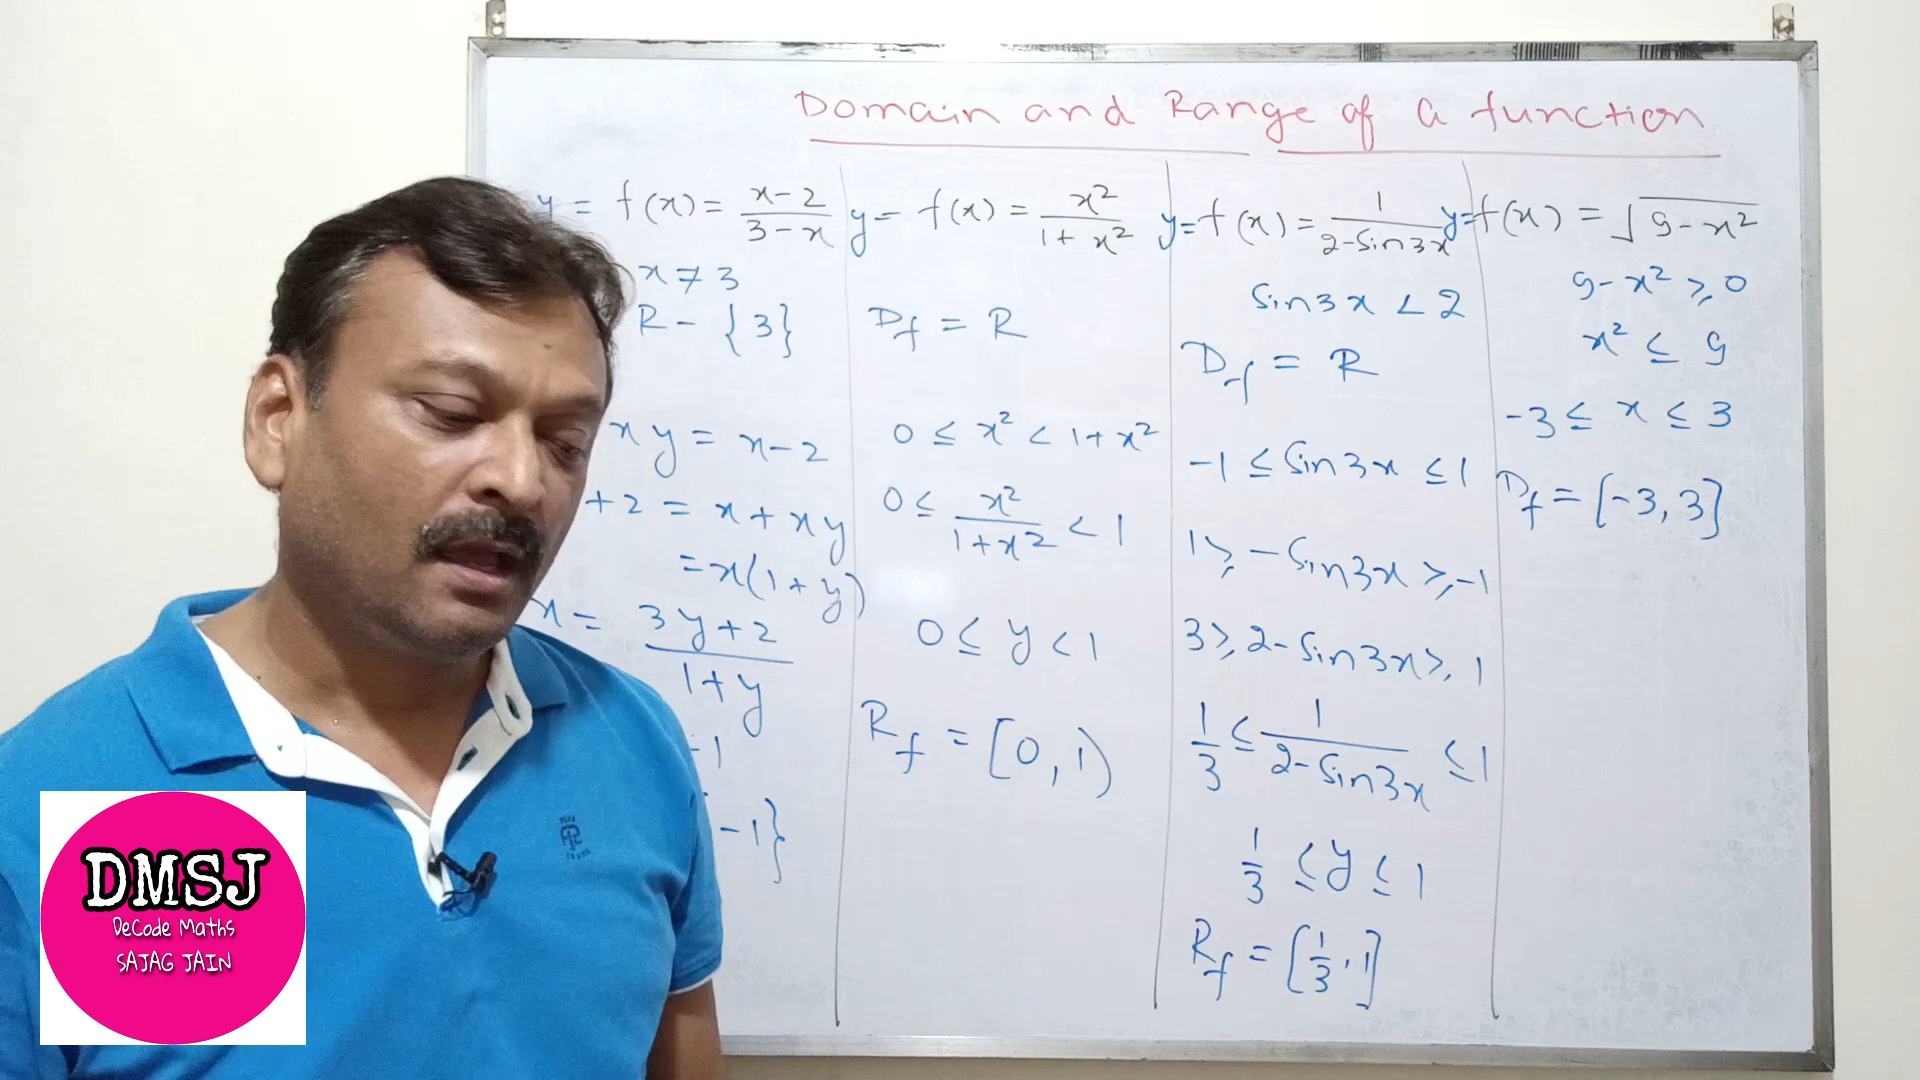 Domain and Range of a function
y = f(x) = x-2 / 3-x
x ≠ 3
R - {3}
xy = x-2
+2 = x + xy
= x(1+y)
x = 3y+2 / 1+y
-1
-1}
y = f(x) = x² / 1+x²
Df = R
0 ≤ x² < 1+x²
0 ≤ x² / 1+x² < 1
0 ≤ y < 1
Rf = [0, 1)
y = f(x) = 1 / 2-Sin3x
Sin3x < 2
Df = R
-1 ≤ Sin3x ≤ 1
1 ≥ -Sin3x ≥ -1
3 ≥ 2-Sin3x ≥ 1
1/3 ≤ 1 / 2-Sin3x ≤ 1
1/3 ≤ y ≤ 1
Rf = [1/3, 1]
y = f(x) = √9-x²
9-x² ≥ 0
x² ≤ 9
-3 ≤ x ≤ 3
Df = [-3, 3]
DMSJ
DeCode Maths
SAJAG JAIN